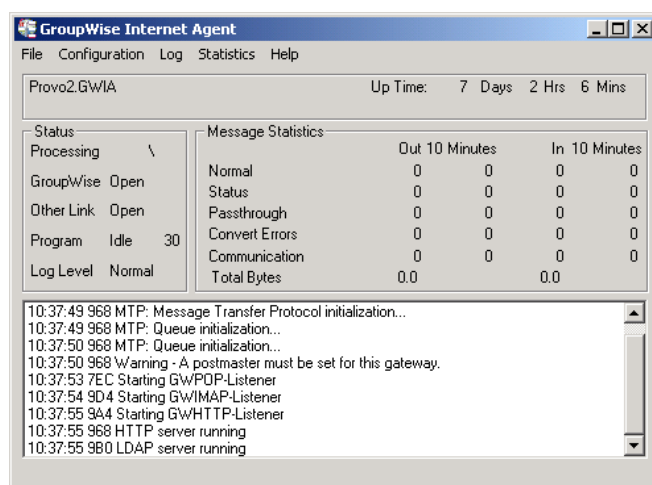 GroupWise Internet Agent
File Configuration Log Statistics Help
Provo2.GWIA Up Time: 7 Days 2 Hrs 6 Mins
Status
Processing \
GroupWise Open
Other Link Open
Program Idle 30
Log Level Normal
Message Statistics
Out 10 Minutes In 10 Minutes
Normal 0 0 0 0
Status 0 0 0 0
Passthrough 0 0 0 0
Convert Errors 0 0 0 0
Communication 0 0 0 0
Total Bytes 0.0 0.0
10:37:49 968 MTP: Message Transfer Protocol initialization...
10:37:49 968 MTP: Queue initialization...
10:37:50 968 MTP: Queue initialization...
10:37:50 968 Warning - A postmaster must be set for this gateway.
10:37:53 7EC Starting GWPOP-Listener
10:37:54 9D4 Starting GWIMAP-Listener
10:37:55 9A4 Starting GWHTTP-Listener
10:37:55 968 HTTP server running
10:37:55 9B0 LDAP server running